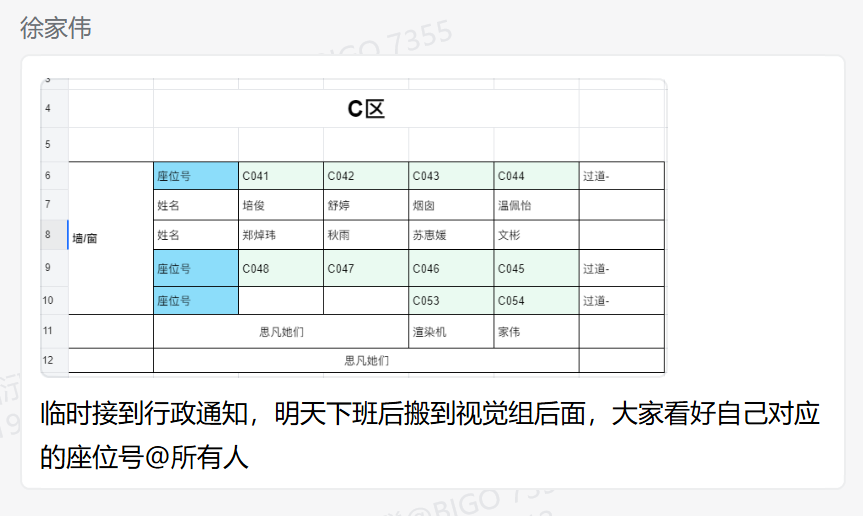 徐家伟
BIGO 7355
3
4 C区
5
6 座位号 C041 C042 C043 C044 过道-
7 姓名 培俊 舒婷 烟囱 温佩怡
8 墙/窗 姓名 郑焯玮 秋雨 苏惠媛 文彬
9 座位号 C048 C047 C046 C045 过道-
10 座位号 C053 C054 过道-
11 思凡她们 渲染机 家伟
12 思凡她们
临时接到行政通知，明天下班后搬到视觉组后面，大家看好自己对应
的座位号@所有人
@BIGO